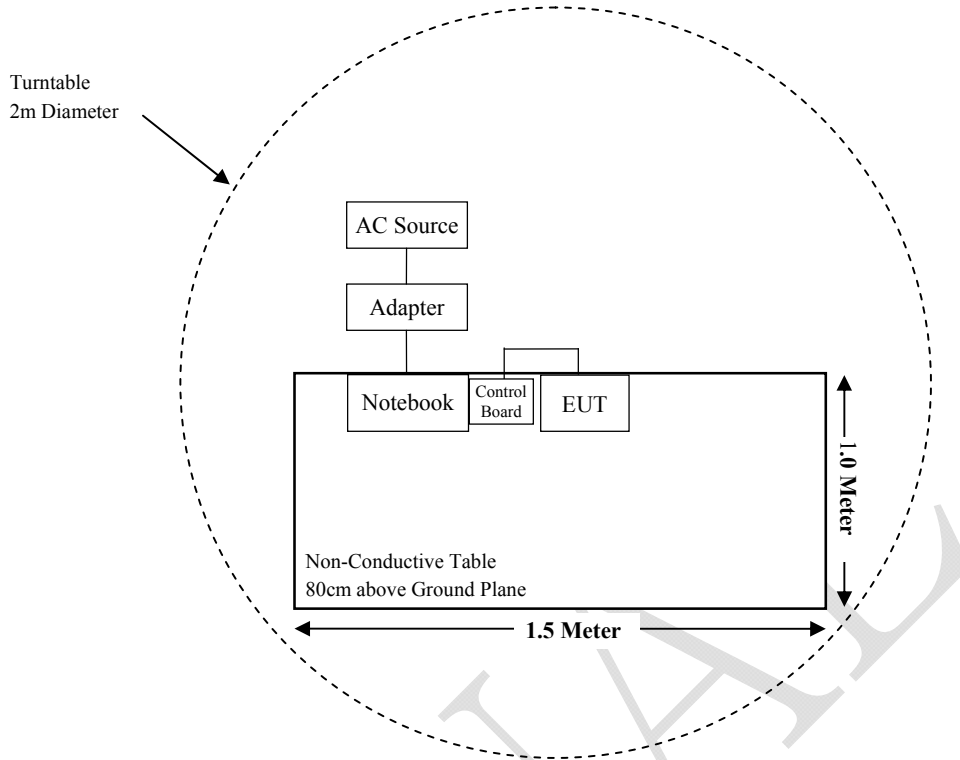 Turntable
2m Diameter
AC Source
Adapter
Notebook
Control
Board
EUT
1.0 Meter
Non-Conductive Table
80cm above Ground Plane
1.5 Meter